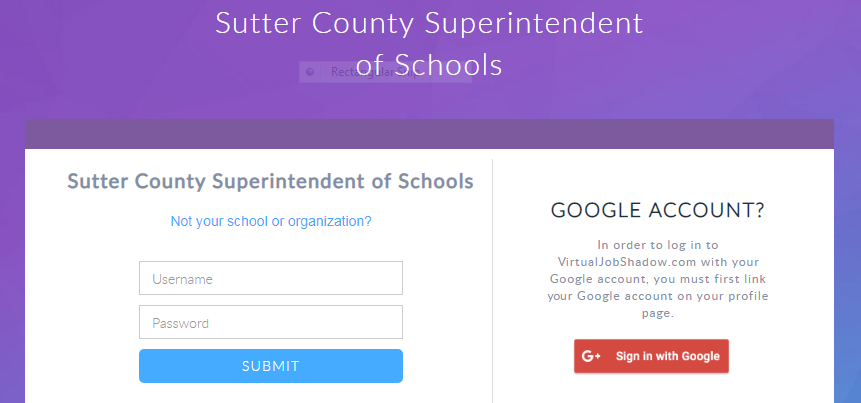 Sutter County Superintendent
of Schools
Sutter County Superintendent of Schools
Not your school or organization?
Username
Password
SUBMIT
GOOGLE ACCOUNT?
In order to log in to
VirtualJobShadow.com with your
Google account, you must first link
your Google account on your profile
page.
G+ Sign in with Google